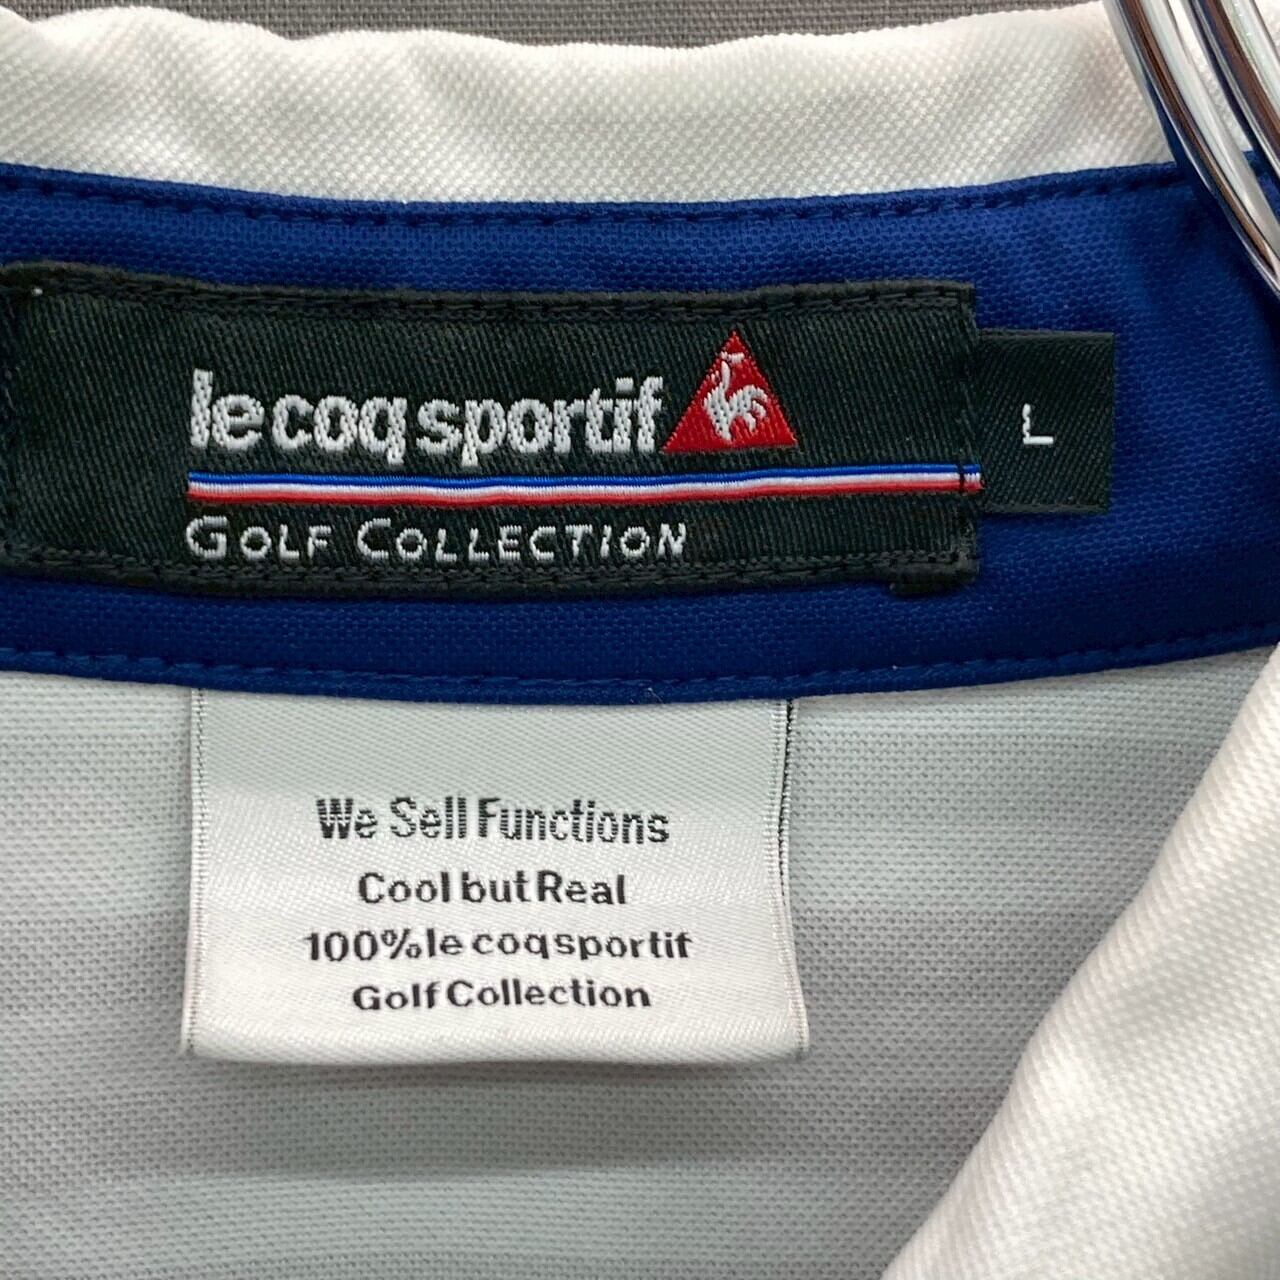 le coq sportif
L
GOLF COLLECTION
We Sell Functions
Cool but Real
100% le coq sportif
Golf Collection